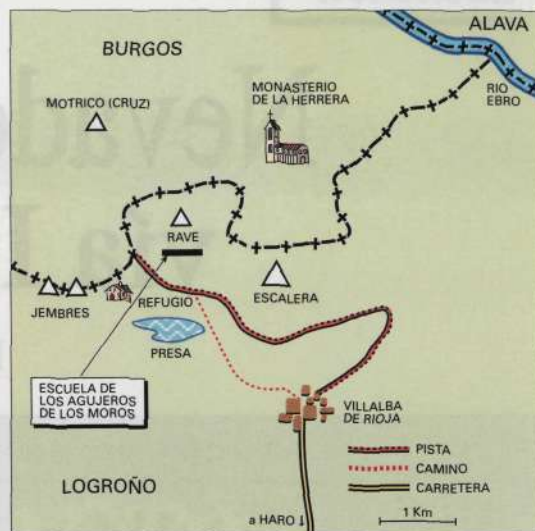 ALAVA
BURGOS
MOTRICO (CRUZ)
MONASTERIO
DE LA HERRERA
RIO
EBRO
RAVE
ESCALERA
JEMBRES
REFUGIO
PRESA
ESCUELA DE
LOS AGUJEROS
DE LOS MOROS
VILLALBA
DE RIOJA
LOGROÑO
PISTA
CAMINO
CARRETERA
a HARO
1 Km